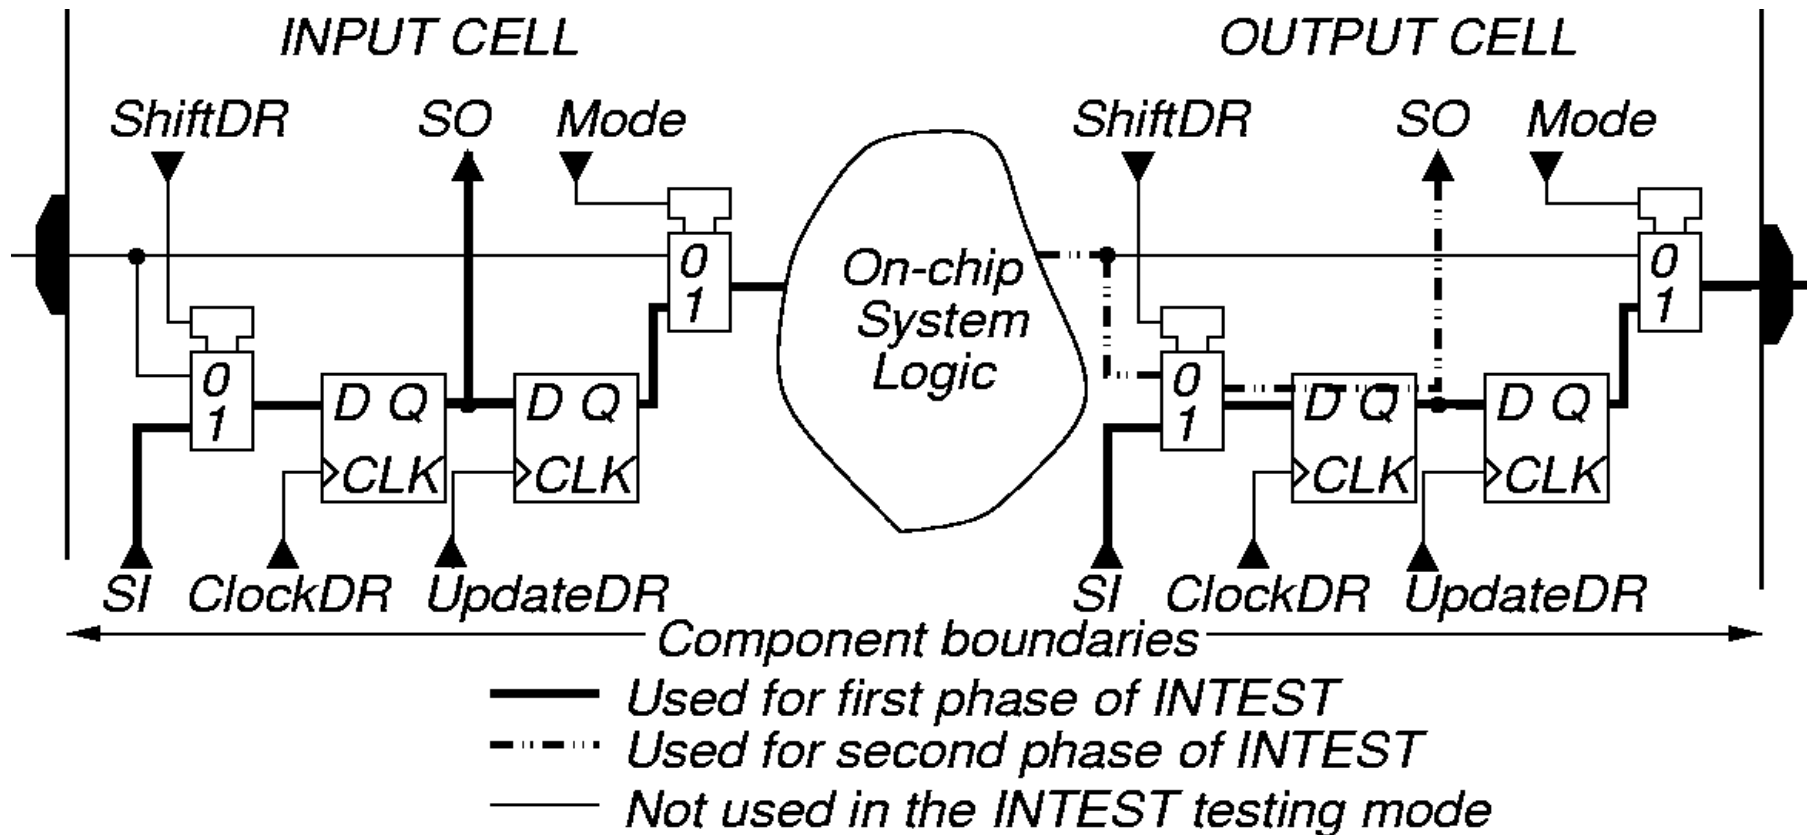 INPUT CELL
OUTPUT CELL
ShiftDR
SO
Mode
ShiftDR
SO
Mode
0
1
On-chip
System
Logic
0
1
0
1
D Q
CLK
D Q
CLK
0
1
D Q
CLK
D Q
CLK
SI
ClockDR
UpdateDR
SI
ClockDR
UpdateDR
Component boundaries
Used for first phase of INTEST
Used for second phase of INTEST
Not used in the INTEST testing mode